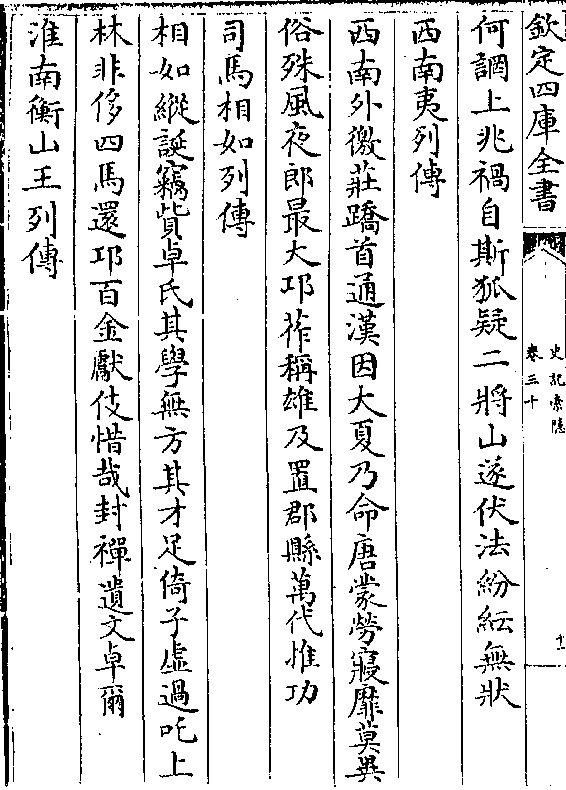 欽定四庫全書
史記索隱
卷三十
何調上兆禍自斯狐疑二將山遂伏法紛紜無狀
西南夷列傳
西南外徼莊蹻首通漢因大夏乃命唐蒙勞寢靡莫異
俗殊風夜郎最大邛莋稱雄及置郡縣萬代推功
司馬相如列傳
相如縱誕竊貲卓氏其學無方其才足倚子虛過吒上
林非侈四馬還邛百金獻伎惜哉封禪遺文卓爾
淮南衡山王列傳